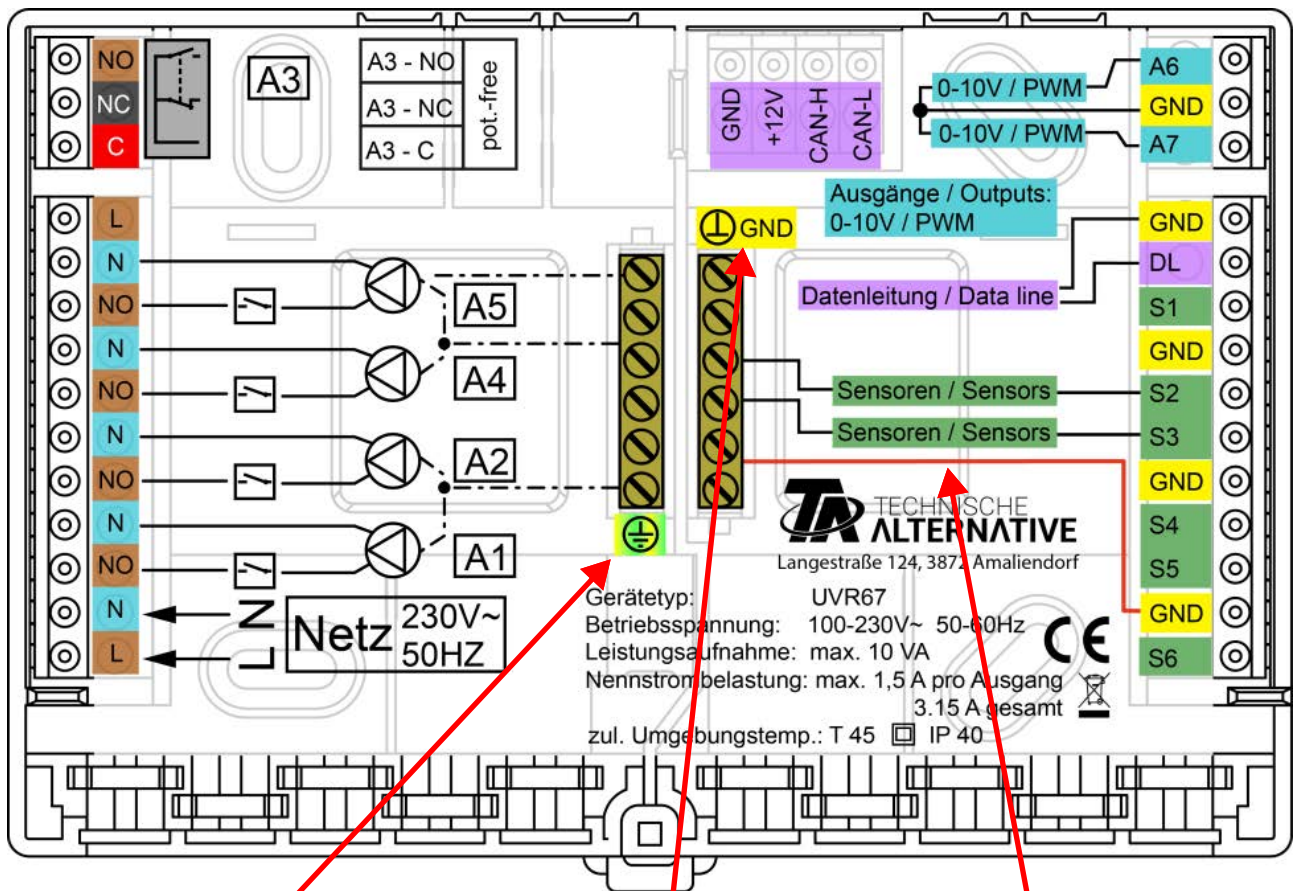 NO
NC
C
A3
A3 - NO
A3 - NC
A3 - C
pot.-free
GND
+12V
CAN-H
CAN-L
0-10V / PWM
0-10V / PWM
A6
GND
A7
L
N
NO
N
NO
N
NO
N
NO
N
L
A5
A4
A2
A1
L N
Netz
230V~
50HZ
GND
Ausgänge / Outputs:
0-10V / PWM
Datenleitung / Data line
Sensoren / Sensors
Sensoren / Sensors
GND
DL
S1
GND
S2
S3
GND
S4
S5
GND
S6
TA TECHNISCHE
ALTERNATIVE
Langestraße 124, 3872 Amaliendorf
Gerätetyp: UVR67
Betriebsspannung: 100-230V~ 50-60Hz
Leistungsaufnahme: max. 10 VA
Nennstrombelastung: max. 1,5 A pro Ausgang
3.15 A gesamt
zul. Umgebungstemp.: T 45 IP 40
CE